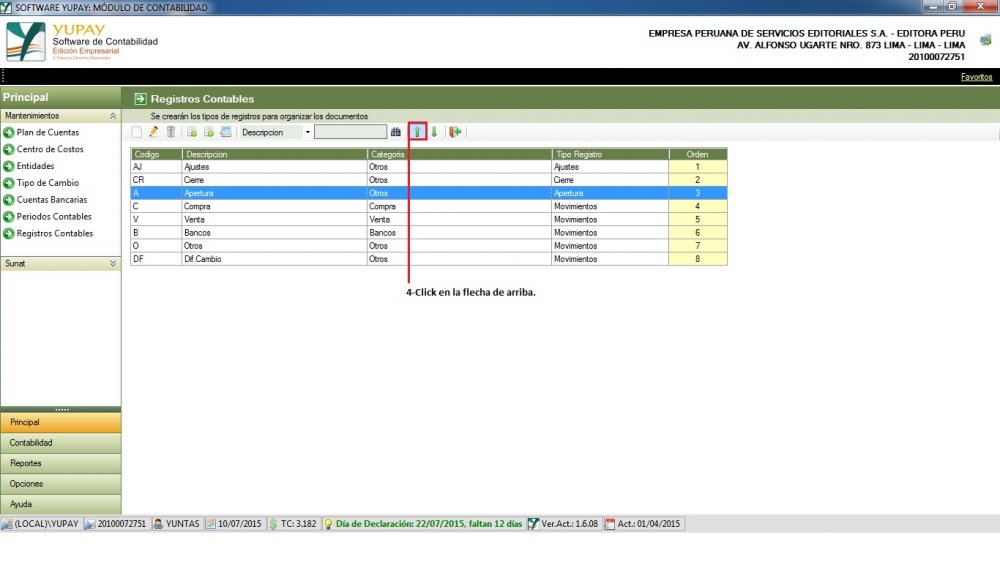 SOFTWARE YUPAY: MÓDULO DE CONTABILIDAD
YUPAY
Software de Contabilidad
Edición Empresarial
© Todos los Derechos Reservados
EMPRESA PERUANA DE SERVICIOS EDITORIALES S.A. - EDITORA PERU
AV. ALFONSO UGARTE NRO. 873 LIMA - LIMA - LIMA
20100072751
Favoritos
Principal
Mantenimientos
Plan de Cuentas
Centro de Costos
Entidades
Tipo de Cambio
Cuentas Bancarias
Periodos Contables
Registros Contables
Sunat
Registros Contables
Se crearán los tipos de registros para organizar los documentos
Descripcion
Codigo Descripcion Categoria Tipo Registro Orden
AJ Ajustes Otros Ajustes 1
CR Cierre Otros Cierre 2
A Apertura Otros Apertura 3
C Compra Compra Movimientos 4
V Venta Venta Movimientos 5
B Bancos Bancos Movimientos 6
O Otros Otros Movimientos 7
DF Dif.Cambio Otros Movimientos 8
4-Click en la flecha de arriba.
Principal
Contabilidad
Reportes
Opciones
Ayuda
(LOCAL)\YUPAY 20100072751 YUNTAS 10/07/2015 TC: 3.182 Día de Declaración: 22/07/2015, faltan 12 días Ver.Act.: 1.6.08 Act.: 01/04/2015